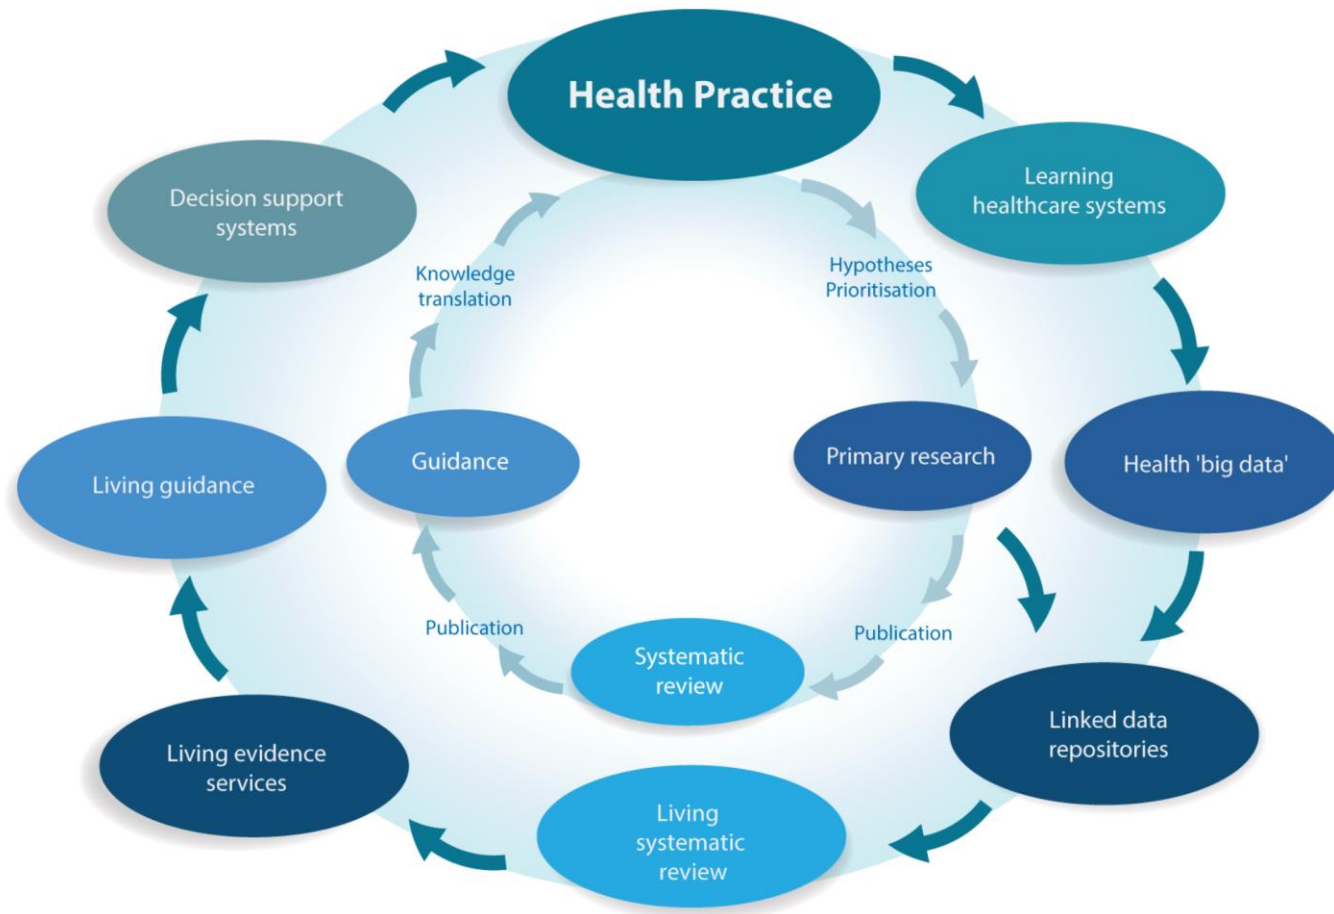 Health Practice
Decision support
systems
Learning
healthcare systems
Knowledge
translation
Hypotheses
Prioritisation
Living guidance
Guidance
Primary research
Health 'big data'
Publication
Publication
Systematic
review
Living evidence
services
Linked data
repositories
Living
systematic
review